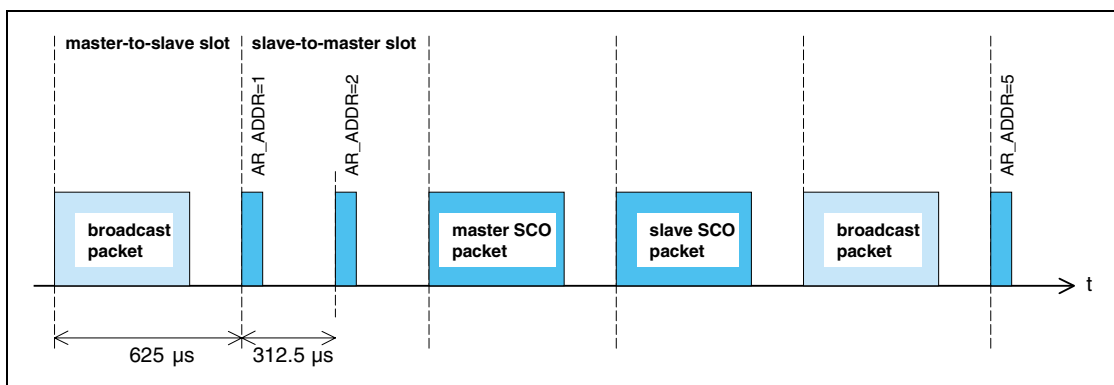 master-to-slave slot
slave-to-master slot
AR_ADDR=1
AR_ADDR=2
AR_ADDR=5
broadcast
packet
master SCO
packet
slave SCO
packet
broadcast
packet
t
625 µs
312.5 µs